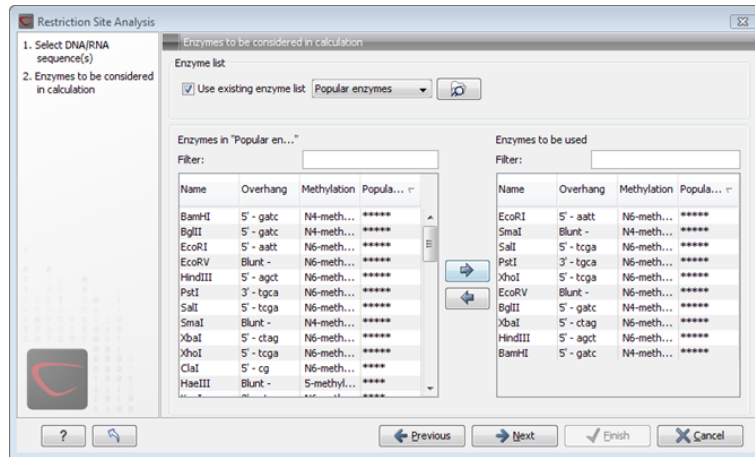 Restriction Site Analysis
1. Select DNA/RNA
sequence(s)
2. Enzymes to be considered
in calculation
Enzymes to be considered in calculation
Enzyme list
Use existing enzyme list Popular enzymes
Enzymes in "Popular en..."
Filter:
Name Overhang Methylation Popula...
BamHI 5' - gatc N4-meth... *****
BglII 5' - gatc N4-meth... *****
EcoRI 5' - aatt N6-meth... *****
EcoRV Blunt - N6-meth... *****
HindIII 5' - agct N6-meth... *****
PstI 3' - tgca N6-meth... *****
SalI 5' - tcga N6-meth... *****
SmaI Blunt - N4-meth... *****
XbaI 5' - ctag N6-meth... *****
XhoI 5' - tcga N6-meth... *****
ClaI 5' - cg N6-meth... ****
HaeIII Blunt - 5-methyl... ****
Enzymes to be used
Filter:
Name Overhang Methylation Popula...
EcoRI 5' - aatt N6-meth... *****
SmaI Blunt - N4-meth... *****
SalI 5' - tcga N6-meth... *****
PstI 3' - tgca N6-meth... *****
XhoI 5' - tcga N6-meth... *****
EcoRV Blunt - N6-meth... *****
BglII 5' - gatc N4-meth... *****
XbaI 5' - ctag N6-meth... *****
HindIII 5' - agct N6-meth... *****
BamHI 5' - gatc N4-meth... *****
? Previous Next Finish Cancel